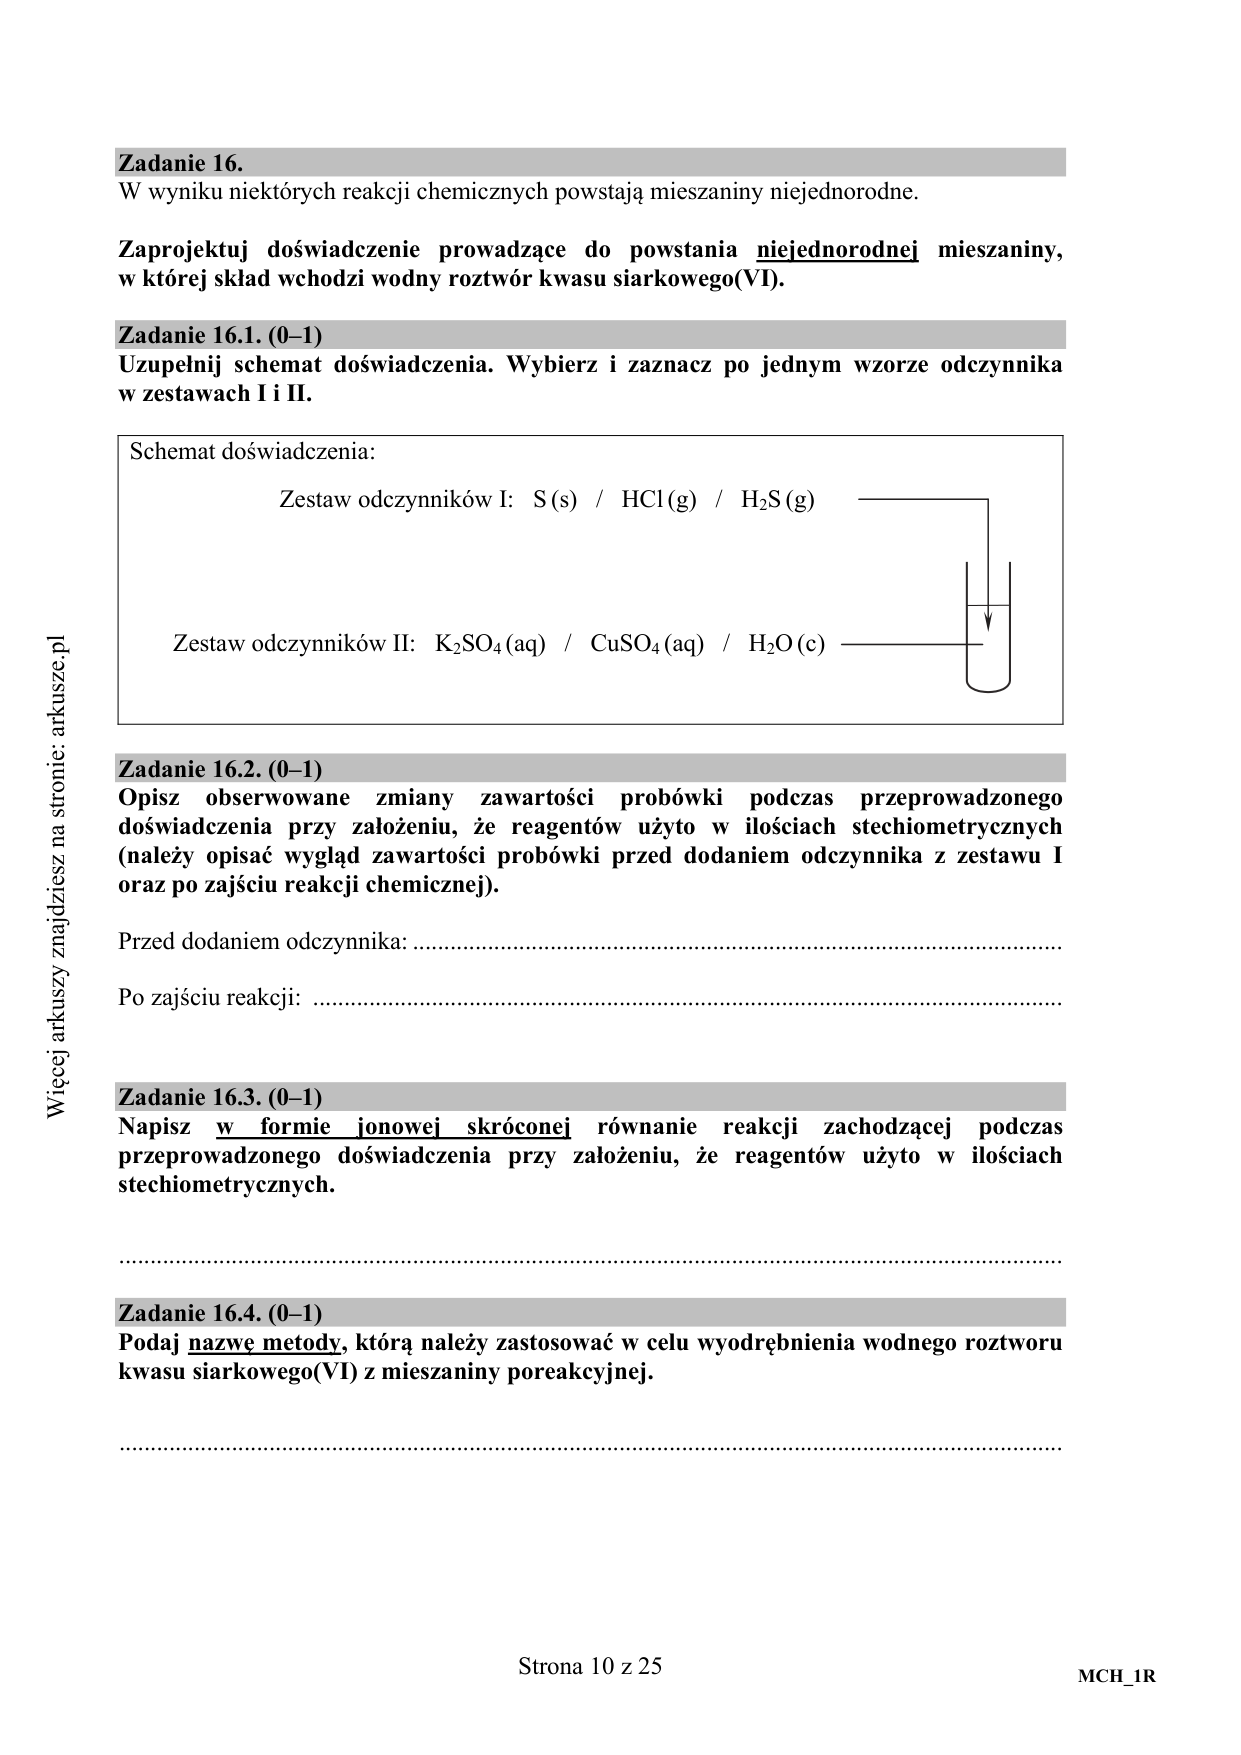 Zadanie 16.
W wyniku niektórych reakcji chemicznych powstają mieszaniny niejednorodne.
Zaprojektuj doświadczenie prowadzące do powstania niejednorodnej mieszaniny,
w której skład wchodzi wodny roztwór kwasu siarkowego(VI).
Zadanie 16.1. (0–1)
Uzupełnij schemat doświadczenia. Wybierz i zaznacz po jednym wzorze odczynnika
w zestawach I i II.
Schemat doświadczenia:
Zestaw odczynników I: S (s) / HCl (g) / H₂S (g)
Zestaw odczynników II: K₂SO₄ (aq) / CuSO₄ (aq) / H₂O (c)
Zadanie 16.2. (0–1)
Opisz obserwowane zmiany zawartości probówki podczas przeprowadzonego
doświadczenia przy założeniu, że reagentów użyto w ilościach stechiometrycznych
(należy opisać wygląd zawartości probówki przed dodaniem odczynnika z zestawu I
oraz po zajściu reakcji chemicznej).
Przed dodaniem odczynnika: ........................................................................................................
Po zajściu reakcji: ........................................................................................................................
Zadanie 16.3. (0–1)
Napisz w formie jonowej skróconej równanie reakcji zachodzącej podczas
przeprowadzonego doświadczenia przy założeniu, że reagentów użyto w ilościach
stechiometrycznych.
.......................................................................................................................................................
Zadanie 16.4. (0–1)
Podaj nazwę metody, którą należy zastosować w celu wyodrębnienia wodnego roztworu
kwasu siarkowego(VI) z mieszaniny poreakcyjnej.
.......................................................................................................................................................
Więcej arkuszy znajdziesz na stronie: arkusze.pl
Strona 10 z 25
MCH_1R